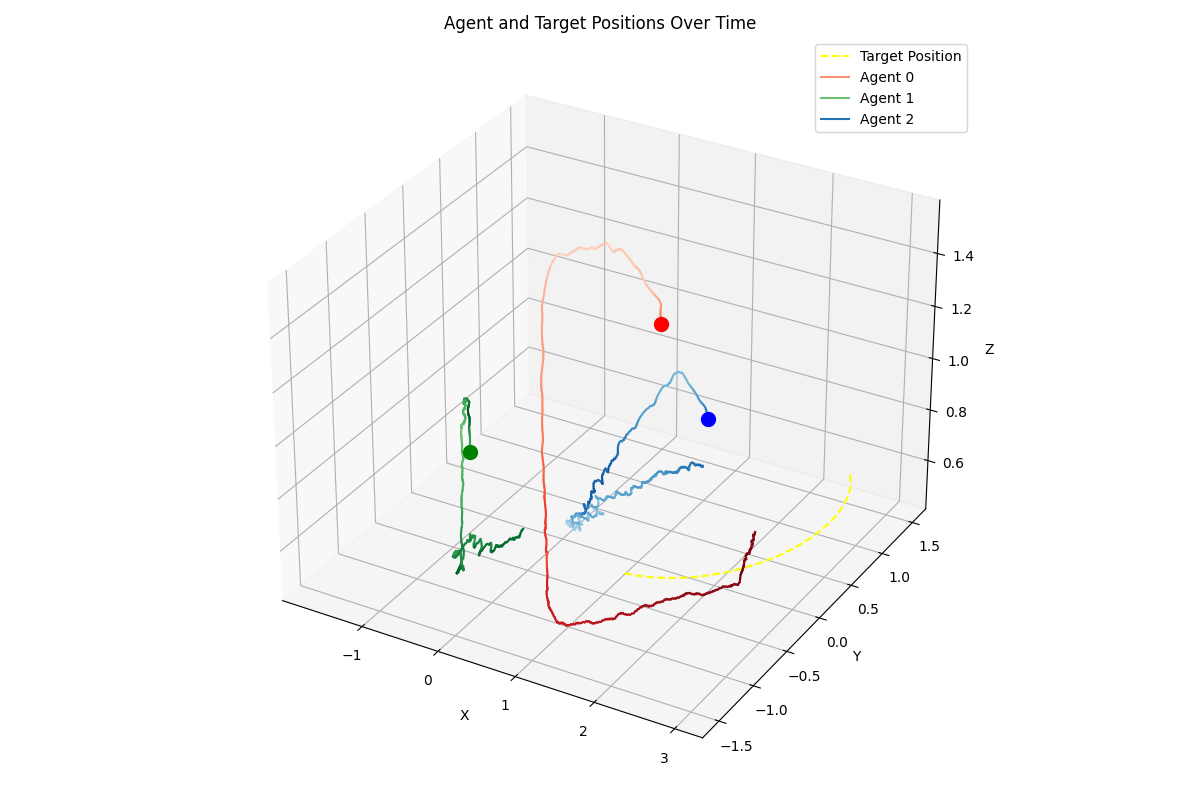 Agent and Target Positions Over Time
Target Position
Agent 0
Agent 1
Agent 2
1.4
1.2
1.0
0.8
0.6
Z
1.5
1.0
0.5
0.0
−0.5
−1.0
−1.5
Y
−1
0
1
2
3
X